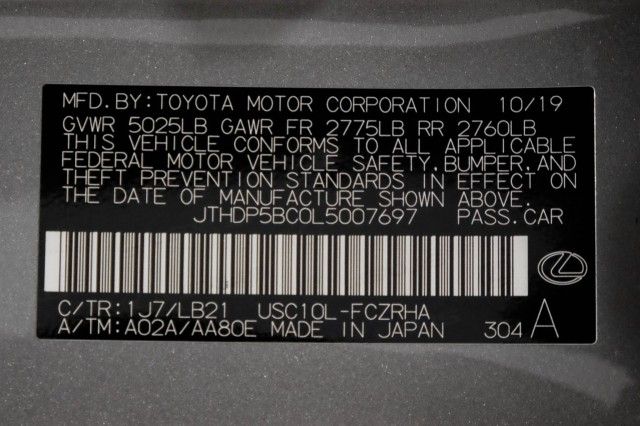 MFD.BY:TOYOTA MOTOR CORPORATION 10/19
GVWR 5025LB GAWR FR 2775LB RR 2760LB
THIS VEHICLE CONFORMS TO ALL APPLICABLE
FEDERAL MOTOR VEHICLE SAFETY,BUMPER,AND
THEFT PREVENTION STANDARDS IN EFFECT ON
THE DATE OF MANUFACTURE SHOWN ABOVE.
JTHDP5BC0L5007697 PASS.CAR
C/TR:1J7/LB21 USC10L-FCZRHA
A/TM:A02A/AA80E MADE IN JAPAN 304 A